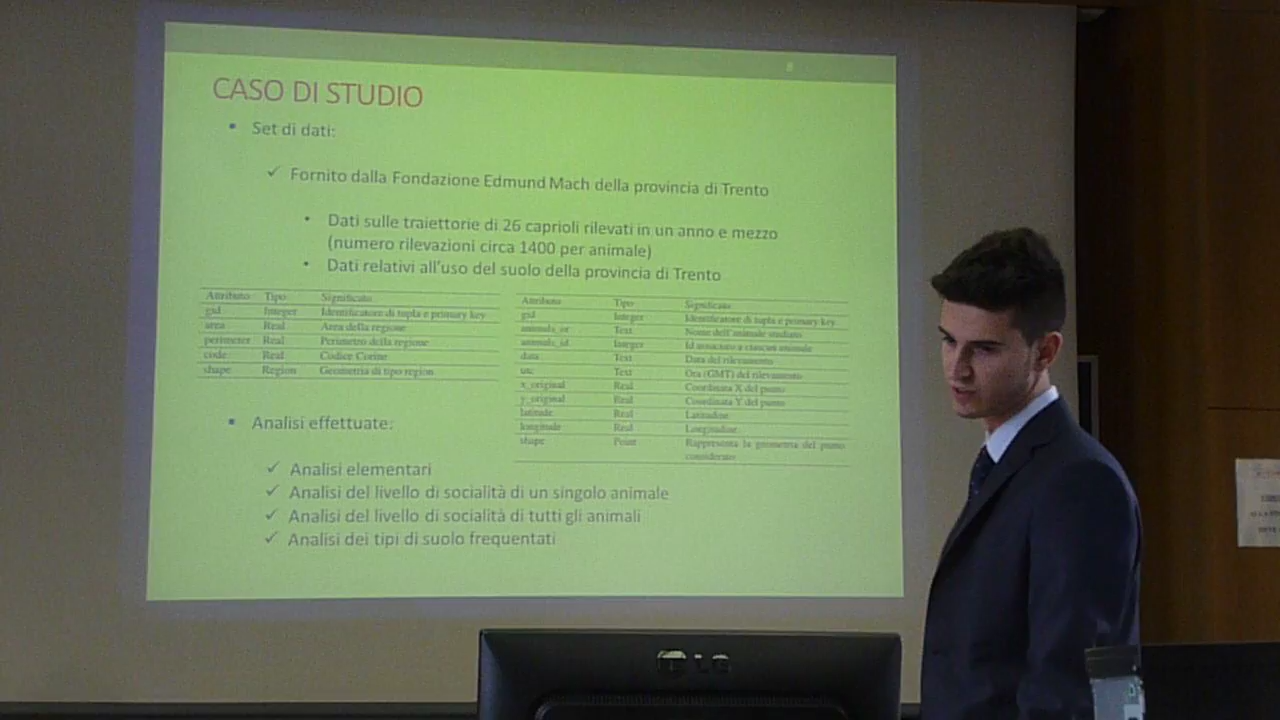 8
CASO DI STUDIO
▪ Set di dati:
✓ Fornito dalla Fondazione Edmund Mach della provincia di Trento
• Dati sulle traiettorie di 26 caprioli rilevati in un anno e mezzo
(numero rilevazioni circa 1400 per animale)
• Dati relativi all'uso del suolo della provincia di Trento
Attributo Tipo Significato
gid Integer Identificatore di tupla e primary key
area Real Area della regione
perimeter Real Perimetro della regione
code Real Codice Corine
shape Region Geometria di tipo region
Attributo Tipo Significato
gid Integer Identificatore di tupla e primary key
Text Nome dell'animale studiato
animals_id Integer Id associato a ciascun animale
data Text Data del rilevamento
utc Text Ora (GMT) del rilevamento
x_original Real Coordinata X del punto
y_original Real Coordinata Y del punto
latitude Real Latitudine
longitude Real Longitudine
shape Point Rappresenta la geometria del punto
considerato
▪ Analisi effettuate:
✓ Analisi elementari
✓ Analisi del livello di socialità di un singolo animale
✓ Analisi del livello di socialità di tutti gli animali
✓ Analisi dei tipi di suolo frequentati
LG